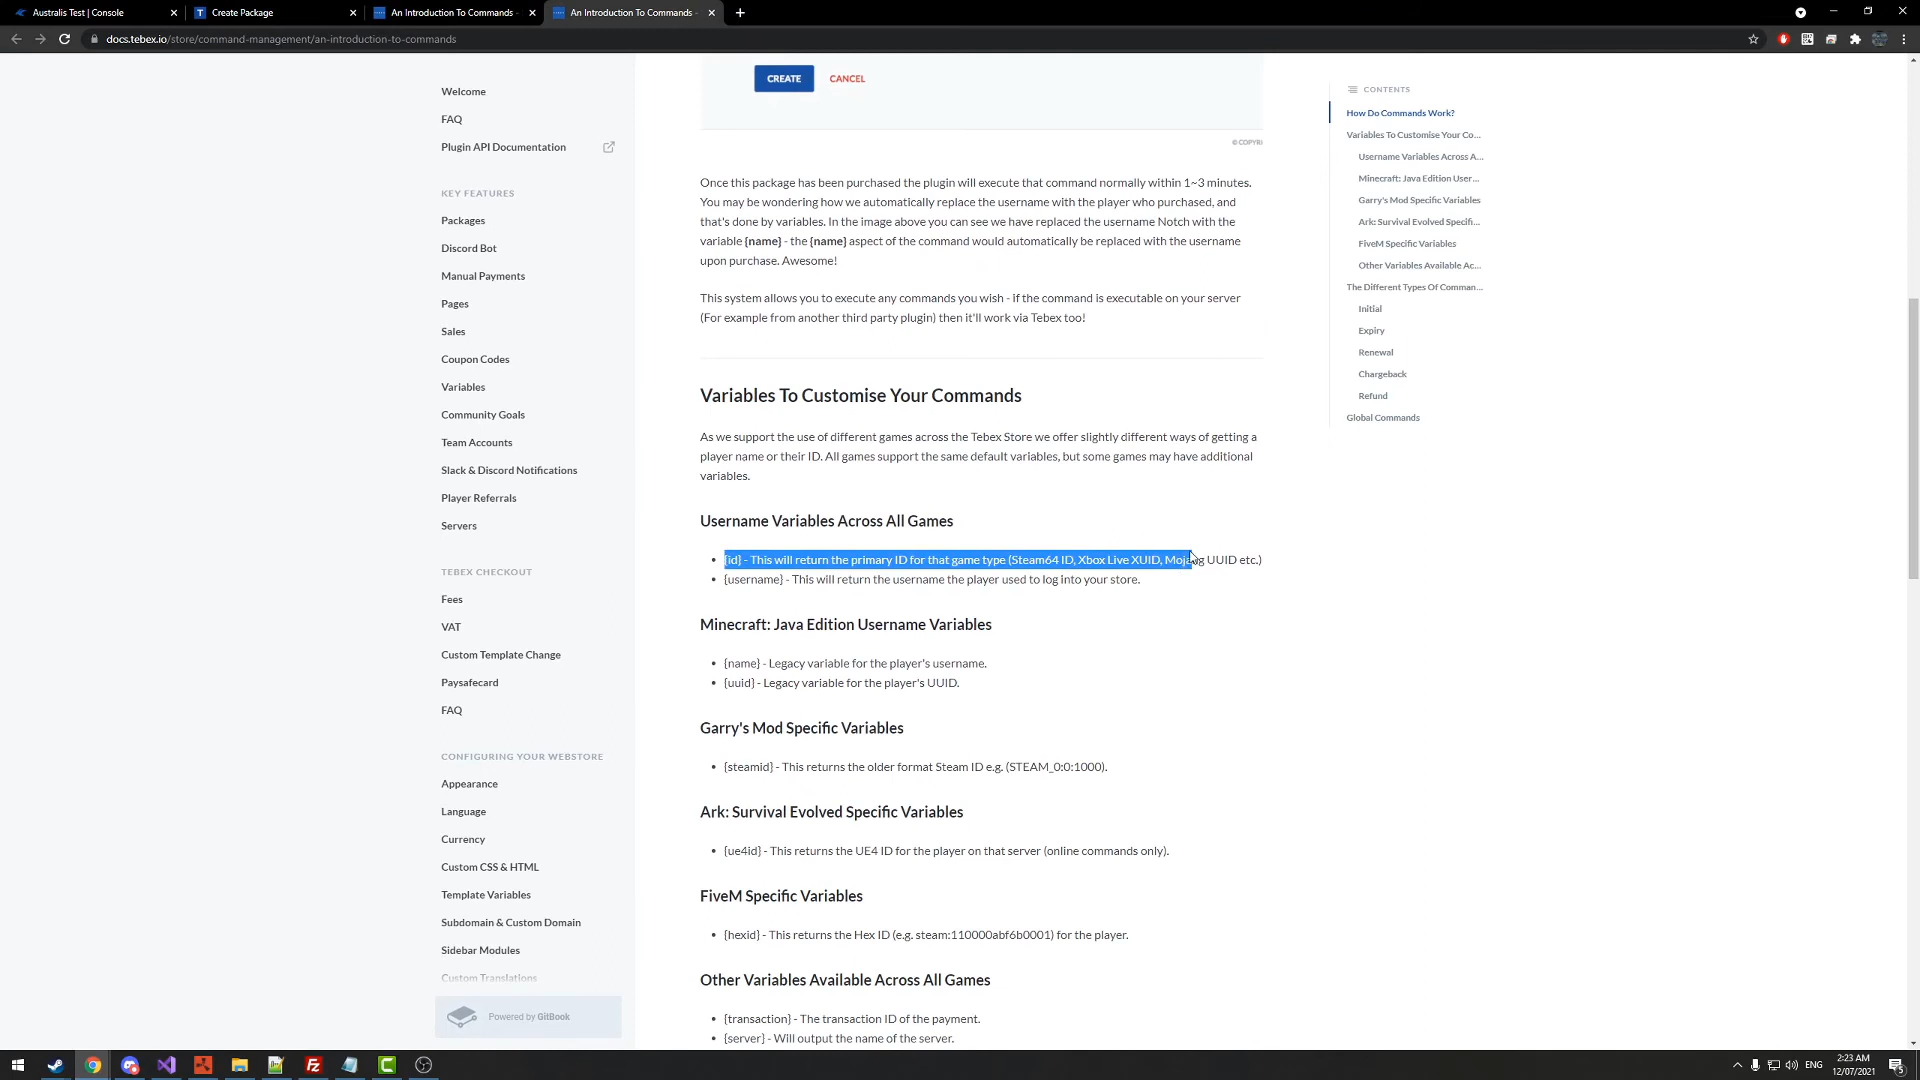 Australis Test | Console
Create Package
An Introduction To Commands -
An Introduction To Commands -
docs.tebex.io/store/command-management/an-introduction-to-commands
Welcome
FAQ
Plugin API Documentation
KEY FEATURES
Packages
Discord Bot
Manual Payments
Pages
Sales
Coupon Codes
Variables
Community Goals
Team Accounts
Slack & Discord Notifications
Player Referrals
Servers
TEBEX CHECKOUT
Fees
VAT
Custom Template Change
Paysafecard
FAQ
CONFIGURING YOUR WEBSTORE
Appearance
Language
Currency
Custom CSS & HTML
Template Variables
Subdomain & Custom Domain
Sidebar Modules
Custom Translations
Powered by GitBook
CREATE
CANCEL
© COPYRI
Once this package has been purchased the plugin will execute that command normally within 1~3 minutes.
You may be wondering how we automatically replace the username with the player who purchased, and
that's done by variables. In the image above you can see we have replaced the username Notch with the
variable {name} - the {name} aspect of the command would automatically be replaced with the username
upon purchase. Awesome!
This system allows you to execute any commands you wish - if the command is executable on your server
(For example from another third party plugin) then it'll work via Tebex too!
Variables To Customise Your Commands
As we support the use of different games across the Tebex Store we offer slightly different ways of getting a
player name or their ID. All games support the same default variables, but some games may have additional
variables.
Username Variables Across All Games
• {id} - This will return the primary ID for that game type (Steam64 ID, Xbox Live XUID, Mojang UUID etc.)
• {username} - This will return the username the player used to log into your store.
Minecraft: Java Edition Username Variables
• {name} - Legacy variable for the player's username.
• {uuid} - Legacy variable for the player's UUID.
Garry's Mod Specific Variables
• {steamid} - This returns the older format Steam ID e.g. (STEAM_0:0:1000).
Ark: Survival Evolved Specific Variables
• {ue4id} - This returns the UE4 ID for the player on that server (online commands only).
FiveM Specific Variables
• {hexid} - This returns the Hex ID (e.g. steam:110000abf6b0001) for the player.
Other Variables Available Across All Games
• {transaction} - The transaction ID of the payment.
• {server} - Will output the name of the server.
CONTENTS
How Do Commands Work?
Variables To Customise Your Co...
Username Variables Across A...
Minecraft: Java Edition User...
Garry's Mod Specific Variables
Ark: Survival Evolved Specifi...
FiveM Specific Variables
Other Variables Available Ac...
The Different Types Of Comman...
Initial
Expiry
Renewal
Chargeback
Refund
Global Commands
ENG
2:23 AM
12/07/2021